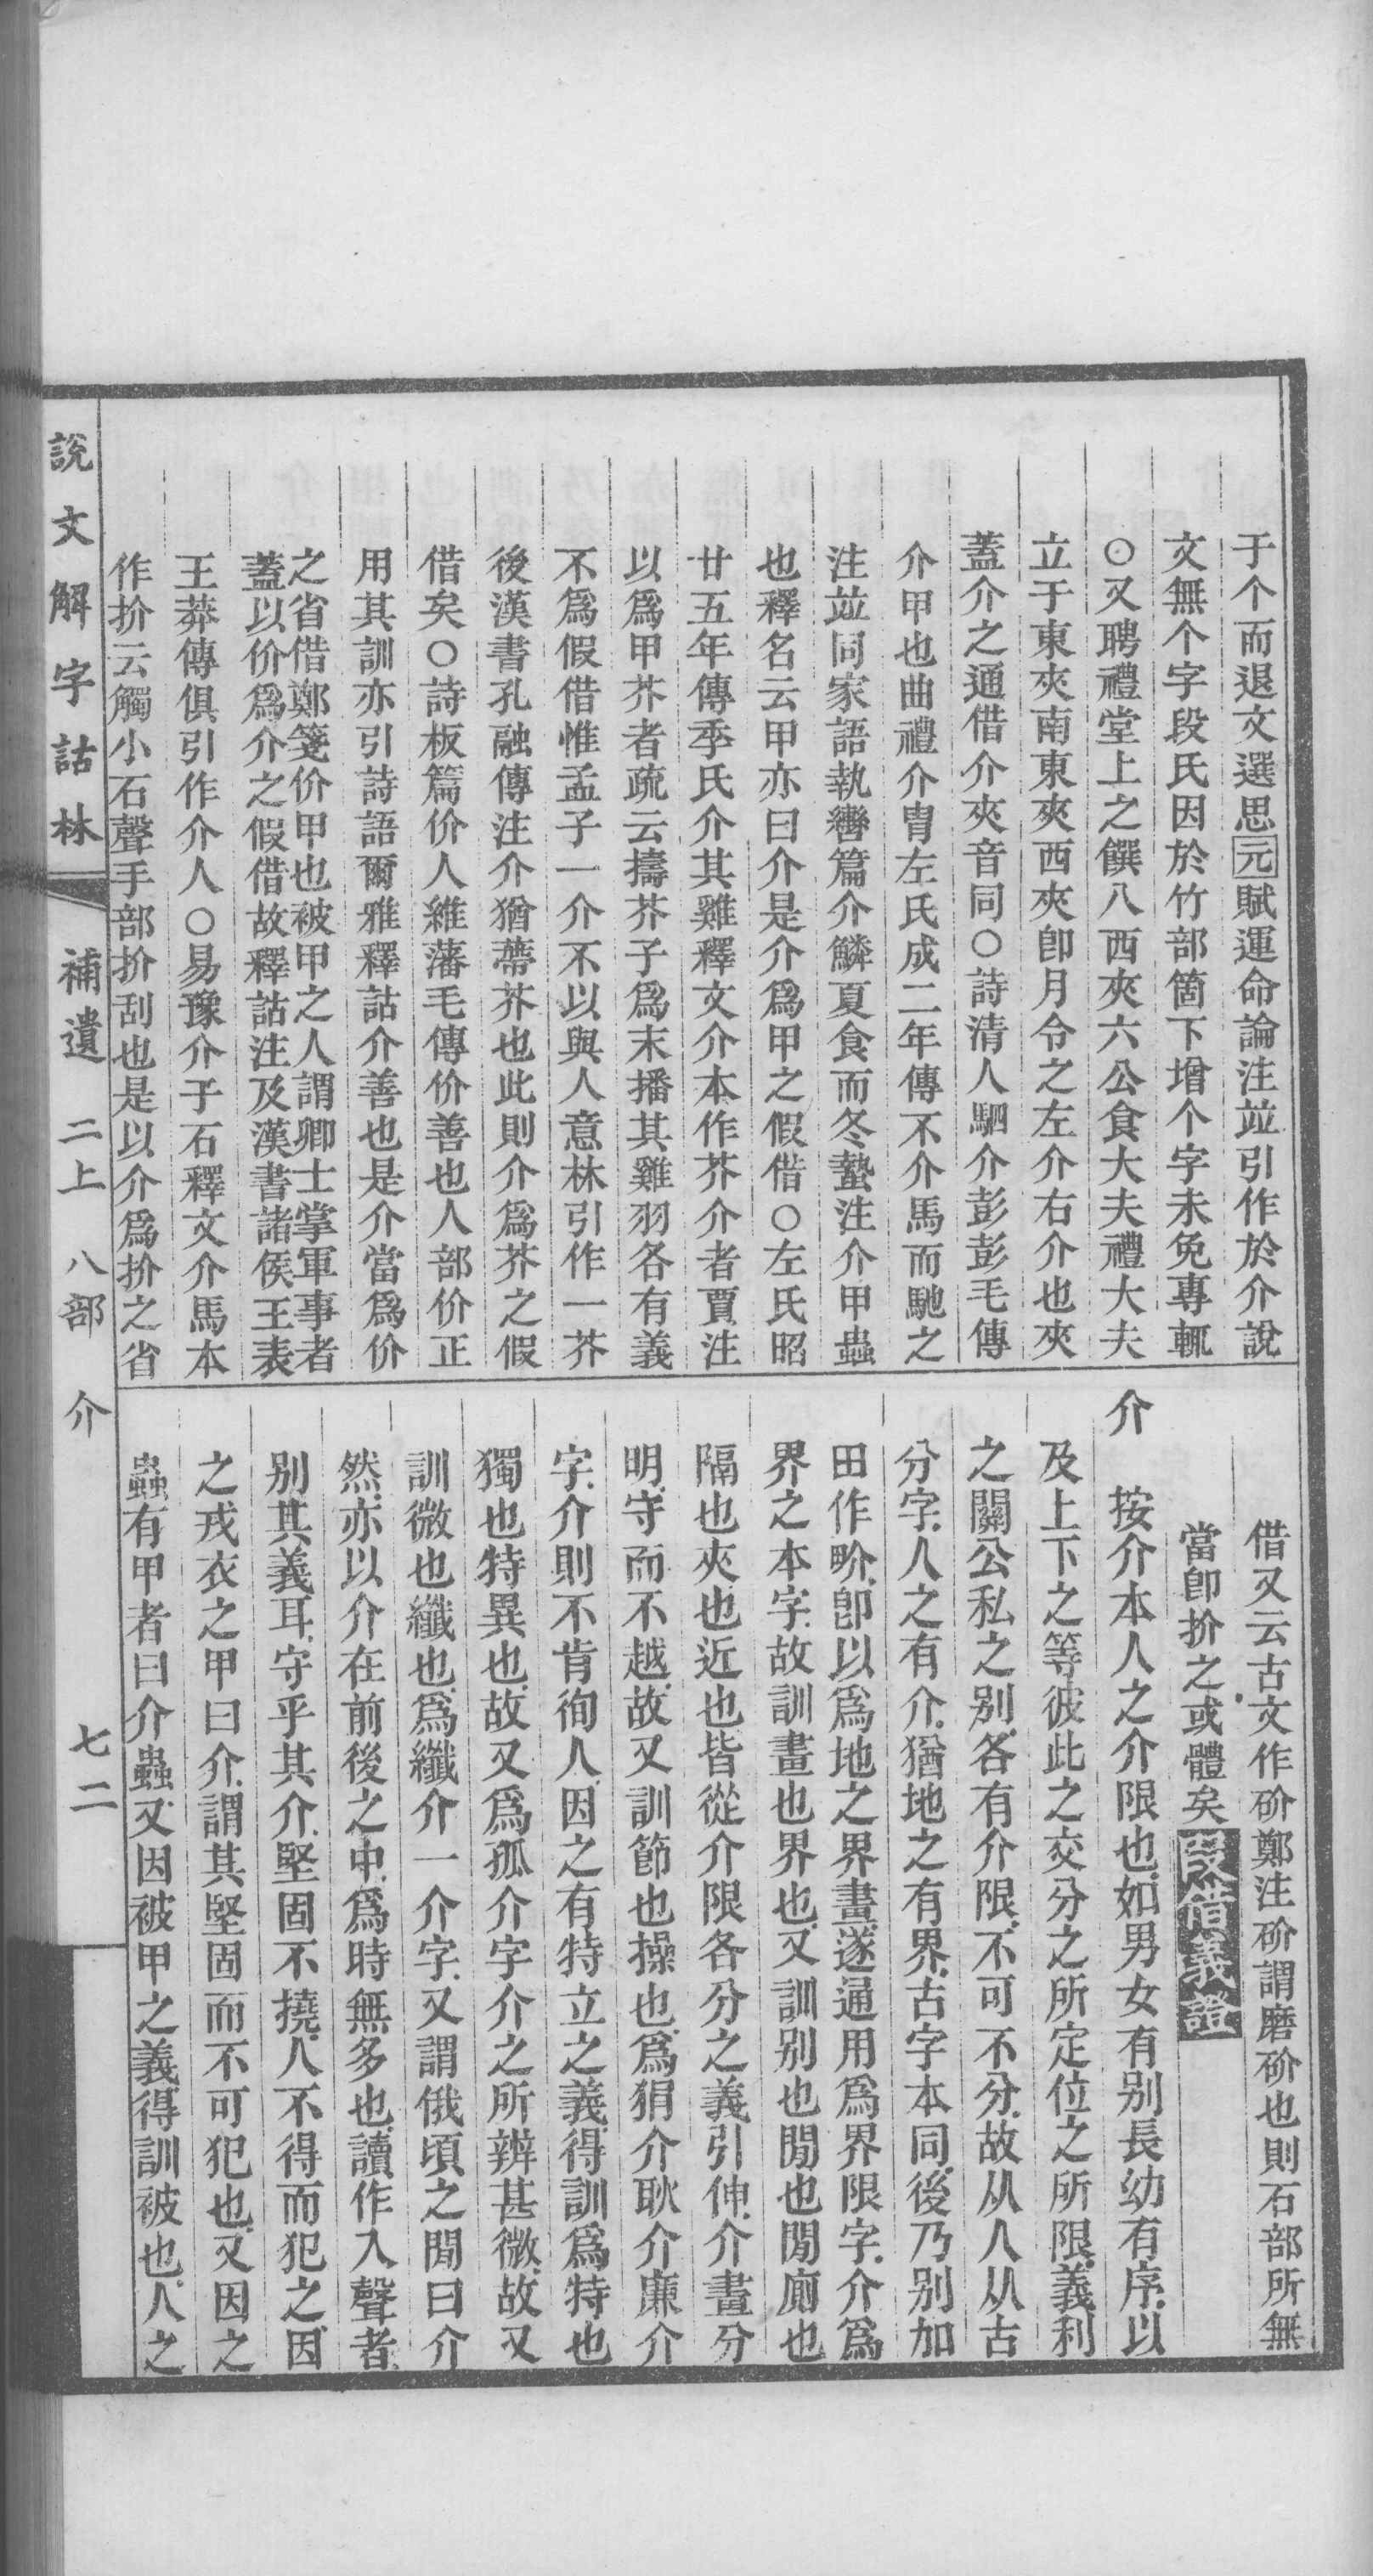 于个而退文選思元賦運命論注竝引作於介說
文無个字段氏因於竹部箇下增个字未免專輒
○又聘禮堂上之饌八西夾六公食大夫禮大夫
立于東夾南東夾西夾卽月令之左介右介也夾
蓋介之通借介夾音同○詩清人駟介彭彭毛傳
介甲也曲禮介冑左氏成二年傳不介馬而馳之
注竝同家語執轡篇介鱗夏食而冬蟄注介甲蟲
也釋名云甲亦曰介是介爲甲之假借○左氏昭
廿五年傳季氏介其雞釋文介本作芥介者賈注
以爲甲芥者疏云擣芥子爲末播其雞羽各有義
不爲假借惟孟子一介不以與人意林引作一芥
後漢書孔融傳注介猶蔕芥也此則介爲芥之假
借矣○詩板篇价人維藩毛傳价善也人部价正
用其訓亦引詩語爾雅釋詁介善也是介當爲价
之省借鄭箋价甲也被甲之人謂卿士掌軍事者
蓋以价爲介之假借故釋詁注及漢書諸侯王表
王莽傳俱引作介人○易豫介于石釋文介馬本
作扴云觸小石聲手部扴刮也是以介爲扴之省
借又云古文作砎鄭注砎謂磨砎也則石部所無
當卽扴之或體矣叚借義證
介 按介本人之介限也如男女有别長幼有序以
及上下之等彼此之交分之所定位之所限義利
之關公私之別各有介限不可不分故从人从古
分字人之有介猶地之有界古字本同後乃别加
田作畍卽以爲地之界畫遂通用爲界限字介爲
界之本字故訓畫也界也又訓别也閒也閒廁也
隔也夾也近也皆從介限各分之義引伸介畫分
明守而不越故又訓節也操也爲狷介耿介廉介
字介則不肯徇人因之有特立之義得訓爲特也
獨也特異也故又爲孤介字介之所辨甚微故又
訓微也纖也爲纖介一介字又謂俄頃之閒曰介
然亦以介在前後之中爲時無多也讀作入聲者
別其義耳守乎其介堅固不撓人不得而犯之因
之戎衣之甲曰介謂其堅固而不可犯也又因之
蟲有甲者曰介蟲又因被甲之義得訓被也人之
說文解字詁林 補遺 二上 八部 介 七二